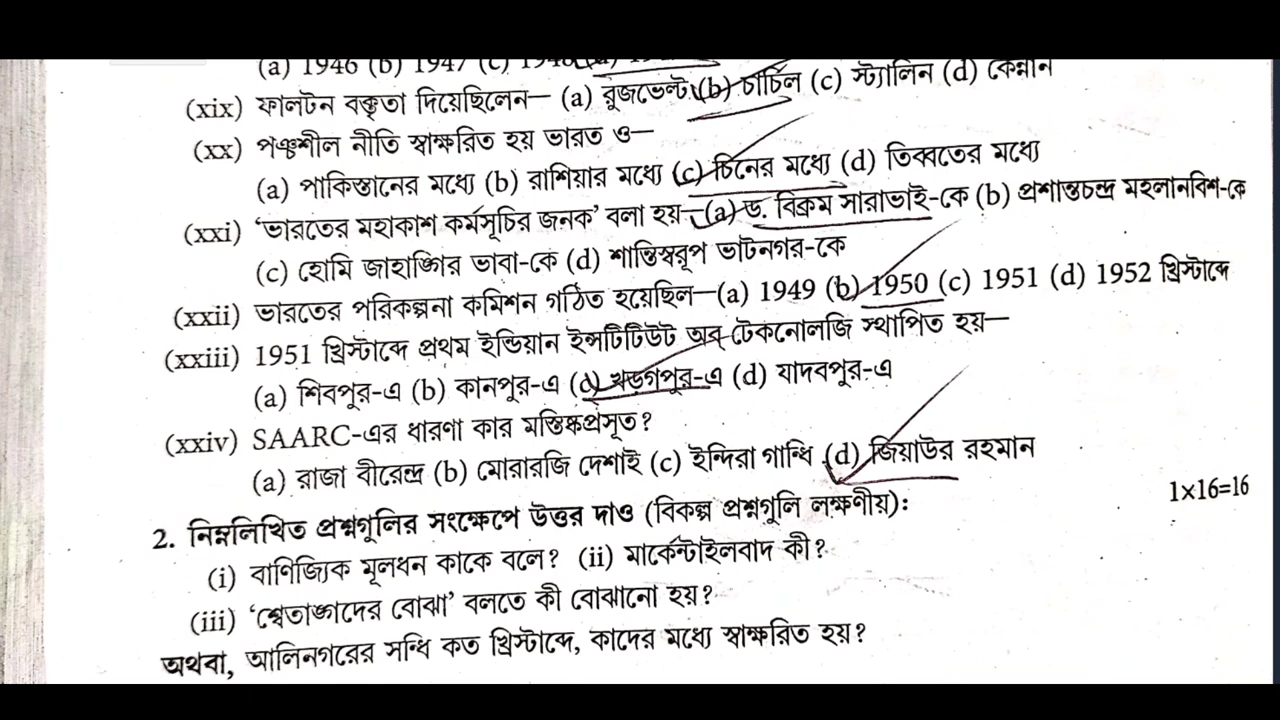 (a) 1946 (b) 1947 (c)
(xix) ফালটন বক্তৃতা দিয়েছিলেন— (a) রুজভেল্ট (b) চার্চিল (c) স্ট্যালিন (d) কেন্নান
(xx) পঞ্চশীল নীতি স্বাক্ষরিত হয় ভারত ও—
(a) পাকিস্তানের মধ্যে (b) রাশিয়ার মধ্যে (c) চিনের মধ্যে (d) তিব্বতের মধ্যে
(xxi) ‘ভারতের মহাকাশ কর্মসূচির জনক’ বলা হয়—(a) ড. বিক্রম সারাভাই-কে (b) প্রশান্তচন্দ্র মহলানবিশ-কে
(c) হোমি জাহাঙ্গির ভাবা-কে (d) শান্তিস্বরূপ ভাটনগর-কে
(xxii) ভারতের পরিকল্পনা কমিশন গঠিত হয়েছিল—(a) 1949 (b) 1950 (c) 1951 (d) 1952 খ্রিস্টাব্দে
(xxiii) 1951 খ্রিস্টাব্দে প্রথম ইন্ডিয়ান ইন্সটিটিউট অব্ টেকনোলজি স্থাপিত হয়—
(a) শিবপুর-এ (b) কানপুর-এ (c) খড়গপুর-এ (d) যাদবপুর-এ
(xxiv) SAARC-এর ধারণা কার মস্তিষ্কপ্রসূত?
(a) রাজা বীরেন্দ্র (b) মোরারজি দেশাই (c) ইন্দিরা গান্ধি (d) জিয়াউর রহমান
2. নিম্নলিখিত প্রশ্নগুলির সংক্ষেপে উত্তর দাও (বিকল্প প্রশ্নগুলি লক্ষণীয়): 1×16=16
(i) বাণিজ্যিক মূলধন কাকে বলে? (ii) মার্কেন্টাইলবাদ কী?
(iii) ‘শ্বেতাঙ্গদের বোঝা’ বলতে কী বোঝানো হয়?
অথবা, আলিনগরের সন্ধি কত খ্রিস্টাব্দে, কাদের মধ্যে স্বাক্ষরিত হয়?